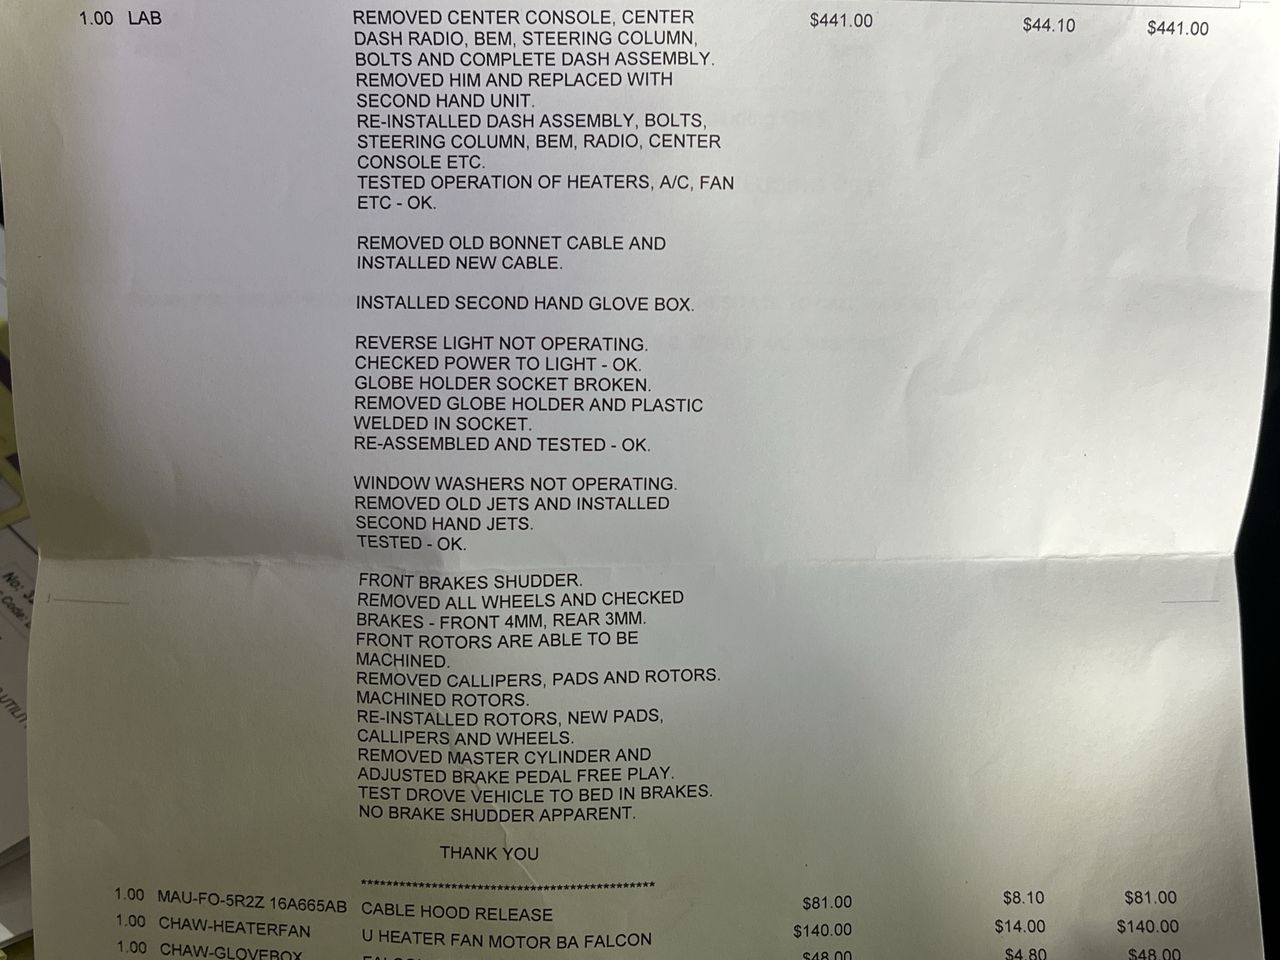 1.00 LAB REMOVED CENTER CONSOLE, CENTER $441.00 $44.10 $441.00
DASH RADIO, BEM, STEERING COLUMN,
BOLTS AND COMPLETE DASH ASSEMBLY.
REMOVED HIM AND REPLACED WITH
SECOND HAND UNIT.
RE-INSTALLED DASH ASSEMBLY, BOLTS,
STEERING COLUMN, BEM, RADIO, CENTER
CONSOLE ETC.
TESTED OPERATION OF HEATERS, A/C, FAN
ETC - OK.
REMOVED OLD BONNET CABLE AND
INSTALLED NEW CABLE.
INSTALLED SECOND HAND GLOVE BOX.
REVERSE LIGHT NOT OPERATING.
CHECKED POWER TO LIGHT - OK.
GLOBE HOLDER SOCKET BROKEN.
REMOVED GLOBE HOLDER AND PLASTIC
WELDED IN SOCKET.
RE-ASSEMBLED AND TESTED - OK.
WINDOW WASHERS NOT OPERATING.
REMOVED OLD JETS AND INSTALLED
SECOND HAND JETS.
TESTED - OK.
FRONT BRAKES SHUDDER.
REMOVED ALL WHEELS AND CHECKED
BRAKES - FRONT 4MM, REAR 3MM.
FRONT ROTORS ARE ABLE TO BE
MACHINED.
REMOVED CALLIPERS, PADS AND ROTORS.
MACHINED ROTORS.
RE-INSTALLED ROTORS, NEW PADS,
CALLIPERS AND WHEELS.
REMOVED MASTER CYLINDER AND
ADJUSTED BRAKE PEDAL FREE PLAY.
TEST DROVE VEHICLE TO BED IN BRAKES.
NO BRAKE SHUDDER APPARENT.
THANK YOU
***********************************************
1.00 MAU-FO-5R2Z 16A665AB CABLE HOOD RELEASE $81.00 $8.10 $81.00
1.00 CHAW-HEATERFAN U HEATER FAN MOTOR BA FALCON $140.00 $14.00 $140.00
1.00 CHAW-GLOVEBOX $48.00 $4.80 $48.00